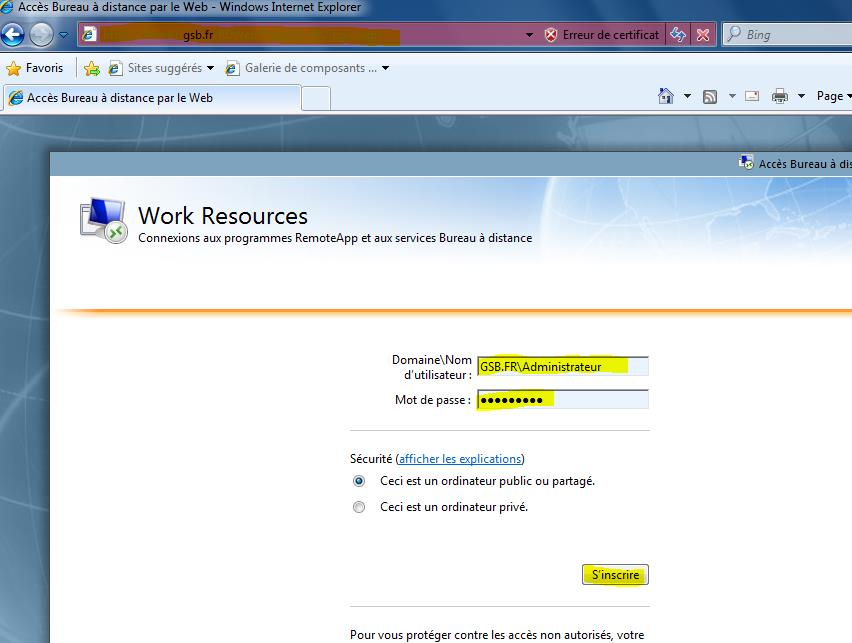 Accès Bureau à distance par le Web - Windows Internet Explorer
gsb.fr
Erreur de certificat
Bing
Favoris
Sites suggérés
Galerie de composants ...
Accès Bureau à distance par le Web
Page
Accès Bureau à dis
Work Resources
Connexions aux programmes RemoteApp et aux services Bureau à distance
Domaine\Nom
d'utilisateur :
GSB.FR\Administrateur
Mot de passe :
●●●●●●●●●
Sécurité (afficher les explications)
Ceci est un ordinateur public ou partagé.
Ceci est un ordinateur privé.
S'inscrire
Pour vous protéger contre les accès non autorisés, votre